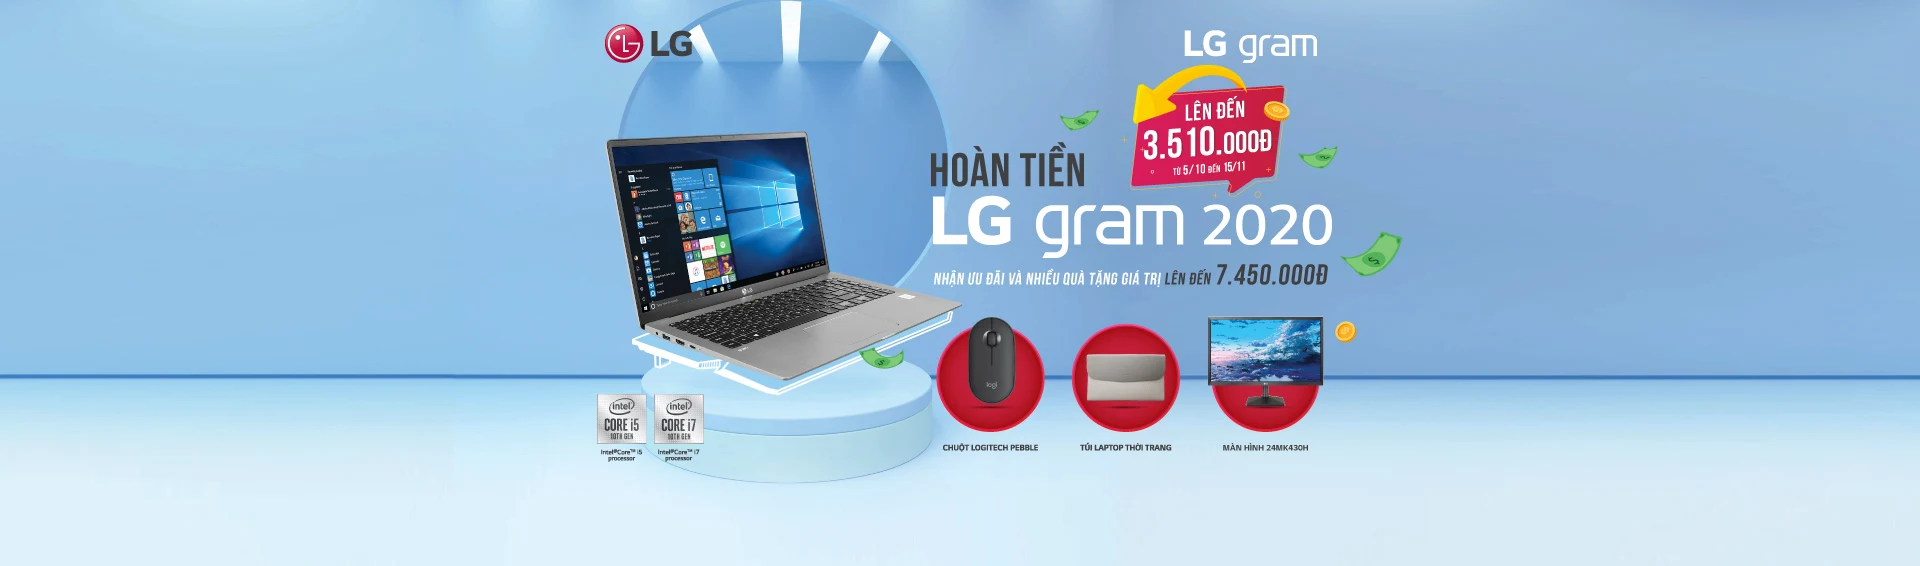 LG
LG gram
LÊN ĐẾN
3.510.000Đ
TỪ 5/10 ĐẾN 15/11
HOÀN TIỀN
LG gram 2020
NHẬN ƯU ĐÃI VÀ NHIỀU QUÀ TẶNG GIÁ TRỊ LÊN ĐẾN 7.450.000Đ
LG
logi
intel
CORE i5
10TH GEN
Intel®Core™ i5
processor
intel
CORE i7
10TH GEN
Intel®Core™ i7
processor
CHUỘT LOGITECH PEBBLE
TÚI LAPTOP THỜI TRANG
MÀN HÌNH 24MK430H